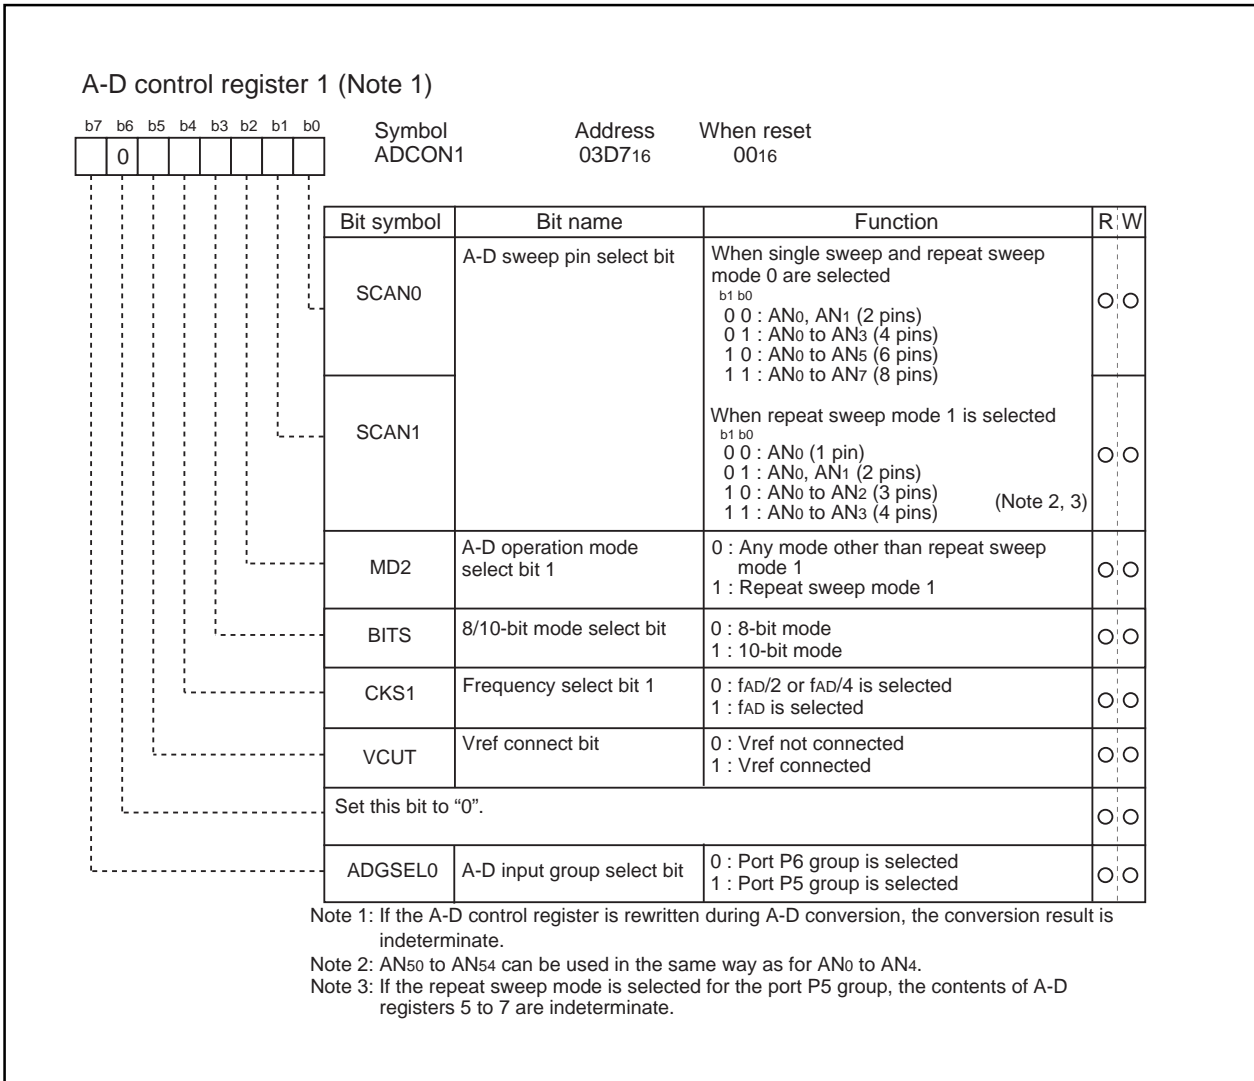 A-D control register 1 (Note 1)
b7 b6 b5 b4 b3 b2 b1 b0
0
Symbol Address When reset
ADCON1 03D716 0016
Bit symbol Bit name Function R W
SCAN0 A-D sweep pin select bit When single sweep and repeat sweep
mode 0 are selected
b1 b0
0 0 : AN0, AN1 (2 pins)
0 1 : AN0 to AN3 (4 pins)
1 0 : AN0 to AN5 (6 pins)
1 1 : AN0 to AN7 (8 pins)
SCAN1 When repeat sweep mode 1 is selected
b1 b0
0 0 : AN0 (1 pin)
0 1 : AN0, AN1 (2 pins)
1 0 : AN0 to AN2 (3 pins)
1 1 : AN0 to AN3 (4 pins) (Note 2, 3)
MD2 A-D operation mode
select bit 1
0 : Any mode other than repeat sweep
mode 1
1 : Repeat sweep mode 1
BITS 8/10-bit mode select bit 0 : 8-bit mode
1 : 10-bit mode
CKS1 Frequency select bit 1 0 : fAD/2 or fAD/4 is selected
1 : fAD is selected
VCUT Vref connect bit 0 : Vref not connected
1 : Vref connected
Set this bit to “0”.
ADGSEL0 A-D input group select bit 0 : Port P6 group is selected
1 : Port P5 group is selected
Note 1: If the A-D control register is rewritten during A-D conversion, the conversion result is
indeterminate.
Note 2: AN50 to AN54 can be used in the same way as for AN0 to AN4.
Note 3: If the repeat sweep mode is selected for the port P5 group, the contents of A-D
registers 5 to 7 are indeterminate.